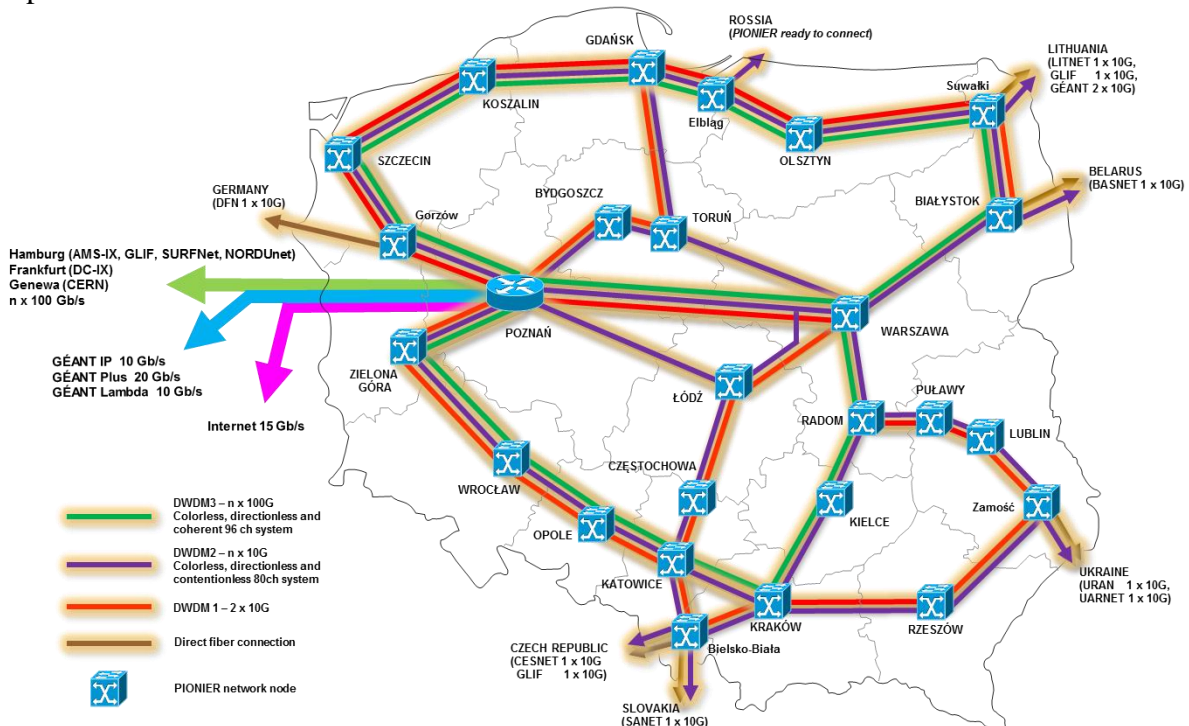 ROSSIA
(PIONIER ready to connect)
GDAŃSK
LITHUANIA
(LITNET 1 x 10G,
GLIF 1 x 10G,
GÉANT 2 x 10G)
Suwałki
KOSZALIN
Elbląg
OLSZTYN
SZCZECIN
BELARUS
(BASNET 1 x 10G)
GERMANY
(DFN 1 x 10G)
BYDGOSZCZ
BIAŁYSTOK
Gorzów
TORUŃ
Hamburg (AMS-IX, GLIF, SURFNet, NORDUnet)
Frankfurt (DC-IX)
Genewa (CERN)
n x 100 Gb/s
POZNAŃ
WARSZAWA
GÉANT IP 10 Gb/s
GÉANT Plus 20 Gb/s
GÉANT Lambda 10 Gb/s
ZIELONA
GÓRA
ŁÓDŹ
PUŁAWY
RADOM
LUBLIN
Internet 15 Gb/s
CZĘSTOCHOWA
WROCŁAW
KIELCE
Zamość
DWDM3 – n x 100G
Colorless, directionless and
coherent 96 ch system
OPOLE
DWDM2 – n x 10G
Colorless, directionless and
contentionless 80ch system
KATOWICE
UKRAINE
(URAN 1 x 10G,
UARNET 1 x 10G)
DWDM 1 – 2 x 10G
KRAKÓW
RZESZÓW
Direct fiber connection
CZECH REPUBLIC
(CESNET 1 x 10G
GLIF 1 x 10G)
Bielsko-Biała
PIONIER network node
SLOVAKIA
(SANET 1 x 10G)